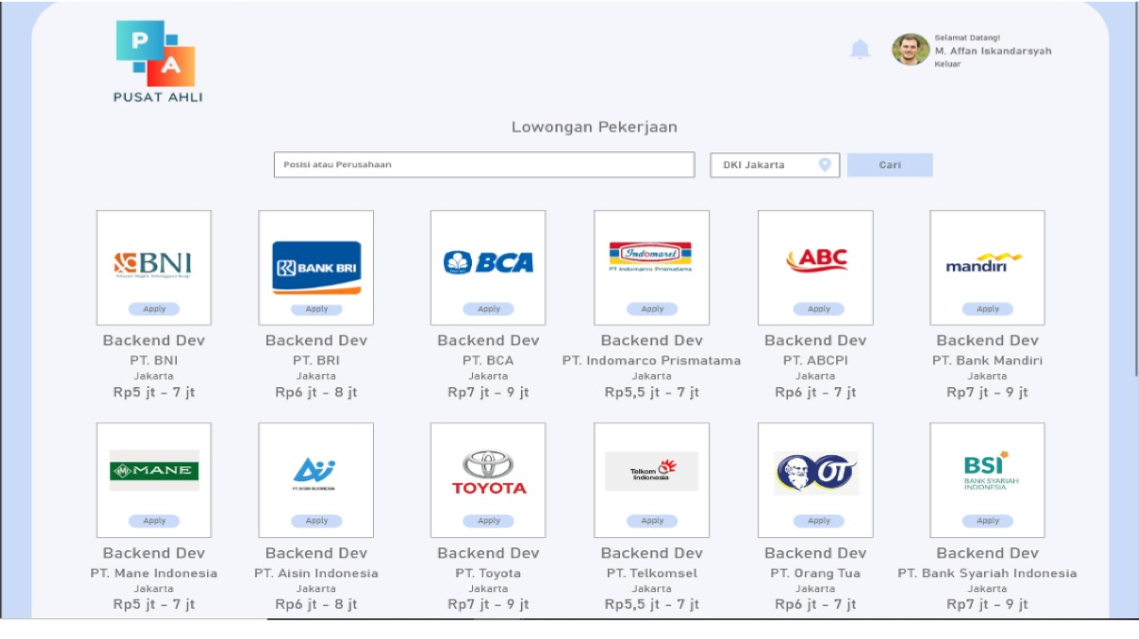 P
A
PUSAT AHLI
Selamat Datang!
M. Affan Iskandarsyah
Keluar
Lowongan Pekerjaan
Posisi atau Perusahaan
DKI Jakarta
Cari
BNI
BANK BRI
BCA
Indomaret
PT Indomarco Prismatama
ABC
mandiri
Apply
Apply
Apply
Apply
Apply
Apply
Backend Dev
PT. BNI
Jakarta
Rp5 jt - 7 jt
Backend Dev
PT. BRI
Jakarta
Rp6 jt - 8 jt
Backend Dev
PT. BCA
Jakarta
Rp7 jt - 9 jt
Backend Dev
PT. Indomarco Prismatama
Jakarta
Rp5,5 jt - 7 jt
Backend Dev
PT. ABCPI
Jakarta
Rp6 jt - 7 jt
Backend Dev
PT. Bank Mandiri
Jakarta
Rp7 jt - 9 jt
M MANE
PT AISIN INDONESIA
TOYOTA
Telkom
Indonesia
OT
BSI
BANK SYARIAH
INDONESIA
Apply
Apply
Apply
Apply
Apply
Apply
Backend Dev
PT. Mane Indonesia
Jakarta
Rp5 jt - 7 jt
Backend Dev
PT. Aisin Indonesia
Jakarta
Rp6 jt - 8 jt
Backend Dev
PT. Toyota
Jakarta
Rp7 jt - 9 jt
Backend Dev
PT. Telkomsel
Jakarta
Rp5,5 jt - 7 jt
Backend Dev
PT. Orang Tua
Jakarta
Rp6 jt - 7 jt
Backend Dev
PT. Bank Syariah Indonesia
Jakarta
Rp7 jt - 9 jt